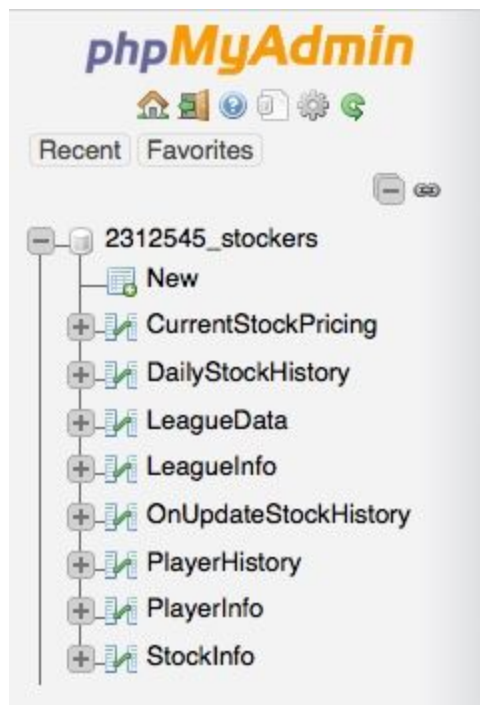 phpMyAdmin
Recent Favorites
2312545_stockers
New
CurrentStockPricing
DailyStockHistory
LeagueData
LeagueInfo
OnUpdateStockHistory
PlayerHistory
PlayerInfo
StockInfo